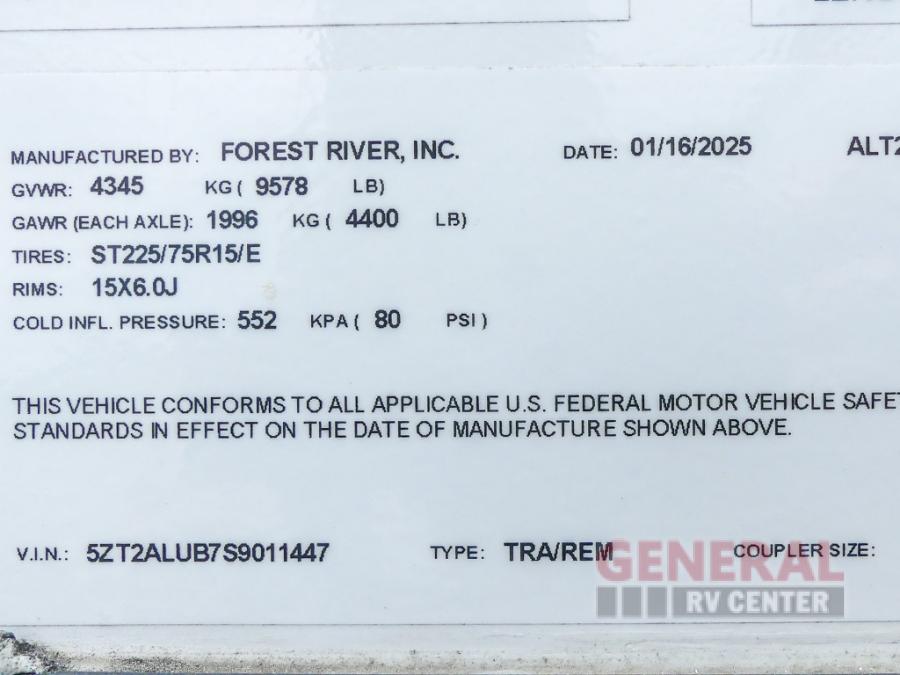 MANUFACTURED BY: FOREST RIVER, INC. DATE: 01/16/2025 ALT2
GVWR: 4345 KG ( 9578 LB)
GAWR (EACH AXLE): 1996 KG ( 4400 LB)
TIRES: ST225/75R15/E
RIMS: 15X6.0J
COLD INFL. PRESSURE: 552 KPA ( 80 PSI )
THIS VEHICLE CONFORMS TO ALL APPLICABLE U.S. FEDERAL MOTOR VEHICLE SAFET
STANDARDS IN EFFECT ON THE DATE OF MANUFACTURE SHOWN ABOVE.
V.I.N.: 5ZT2ALUB7S9011447 TYPE: TRA/REM COUPLER SIZE:
GENERAL
RV CENTER